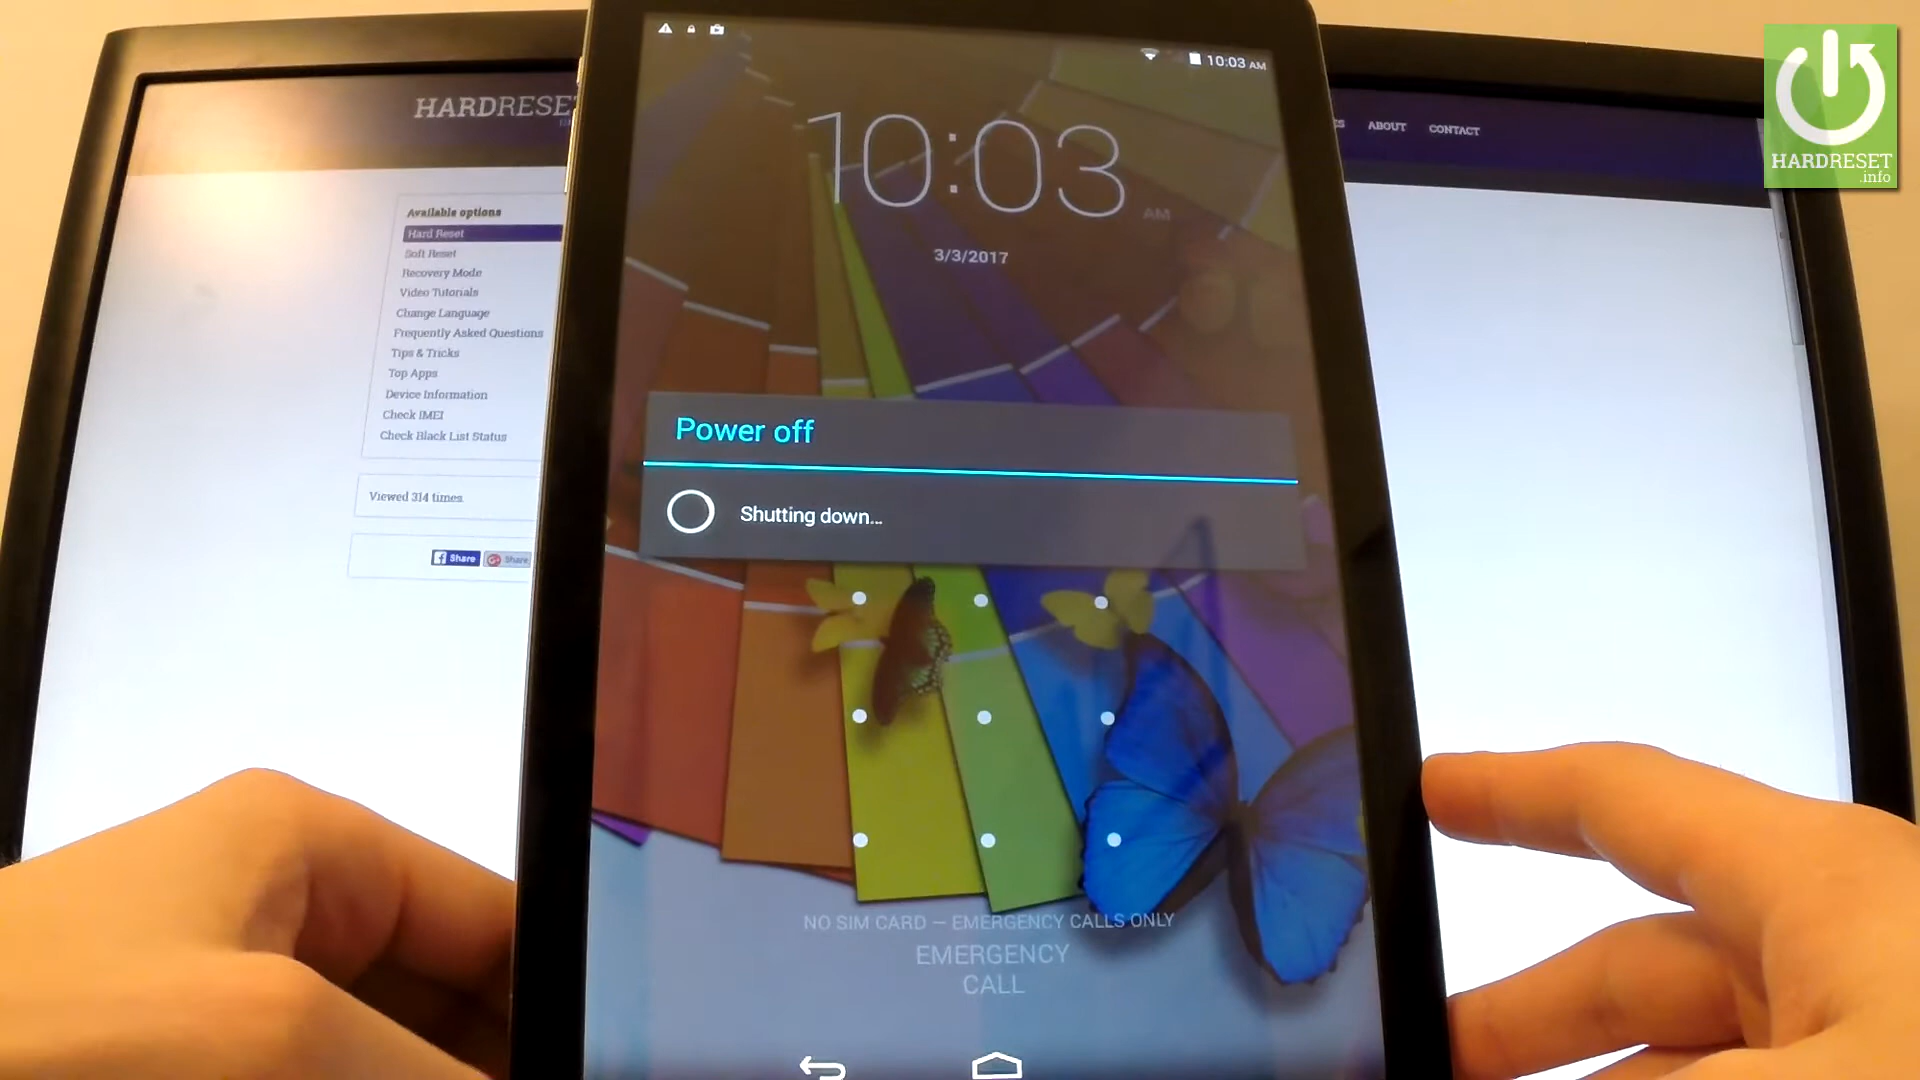 HARDRESE
ABOUT CONTACT
HARDRESET
.info
Available options
Hard Reset
Soft Reset
Recovery Mode
Video Tutorials
Change Language
Frequently Asked Questions
Tips & Tricks
Top Apps
Device Information
Check IMEI
Check Black List Status
Viewed 314 times.
Share
Share
10:03 AM
10:03 AM
3/3/2017
Power off
Shutting down...
NO SIM CARD — EMERGENCY CALLS ONLY
EMERGENCY
CALL